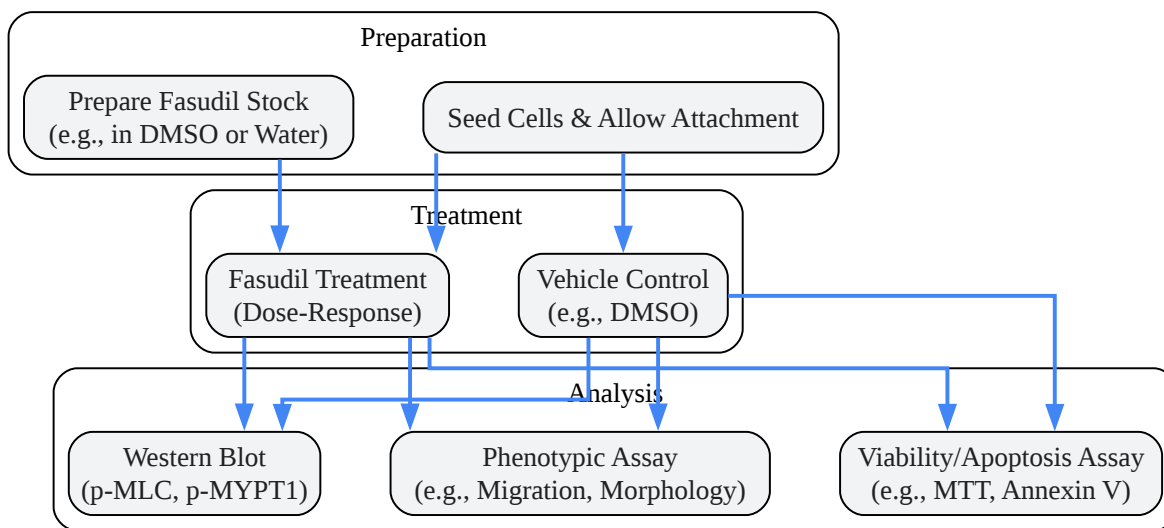 Preparation
Prepare Fasudil Stock
(e.g., in DMSO or Water)
Seed Cells & Allow Attachment
Treatment
Fasudil Treatment
(Dose-Response)
Vehicle Control
(e.g., DMSO)
Analysis
Western Blot
(p-MLC, p-MYPT1)
Phenotypic Assay
(e.g., Migration, Morphology)
Viability/Apoptosis Assay
(e.g., MTT, Annexin V)